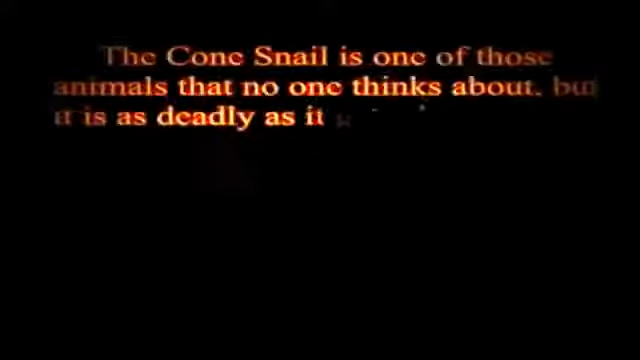 The Cone Snail is one of those
animals that no one thinks about, but
it is as deadly as it